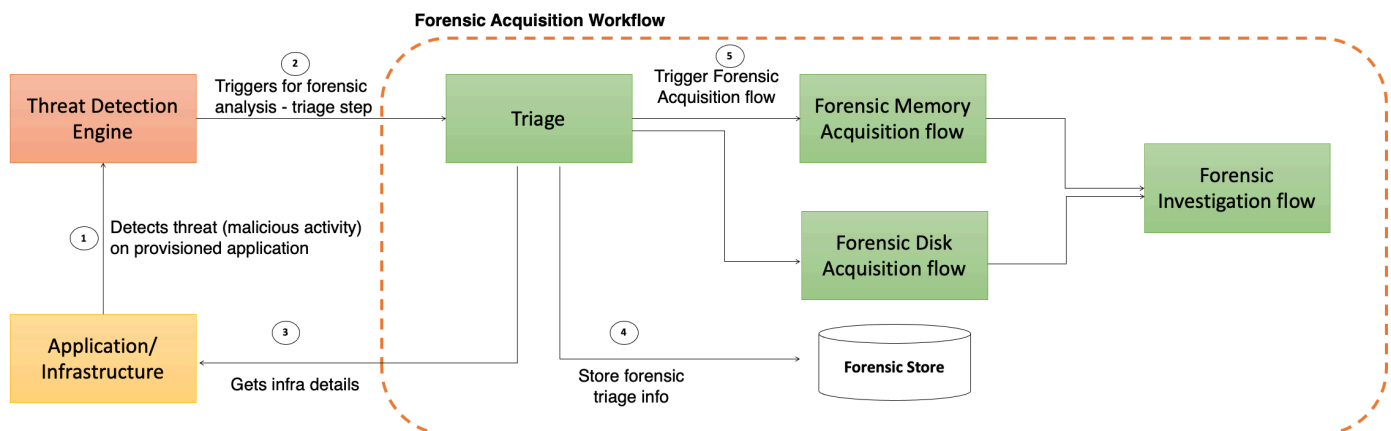 Forensic Acquisition Workflow
2
Triggers for forensic
analysis - triage step
5
Trigger Forensic
Acquisition flow
Threat Detection
Engine
Triage
Forensic Memory
Acquisition flow
Forensic
Investigation flow
1
Detects threat (malicious activity)
on provisioned application
Forensic Disk
Acquisition flow
Application/
Infrastructure
3
Gets infra details
4
Store forensic
triage info
Forensic Store